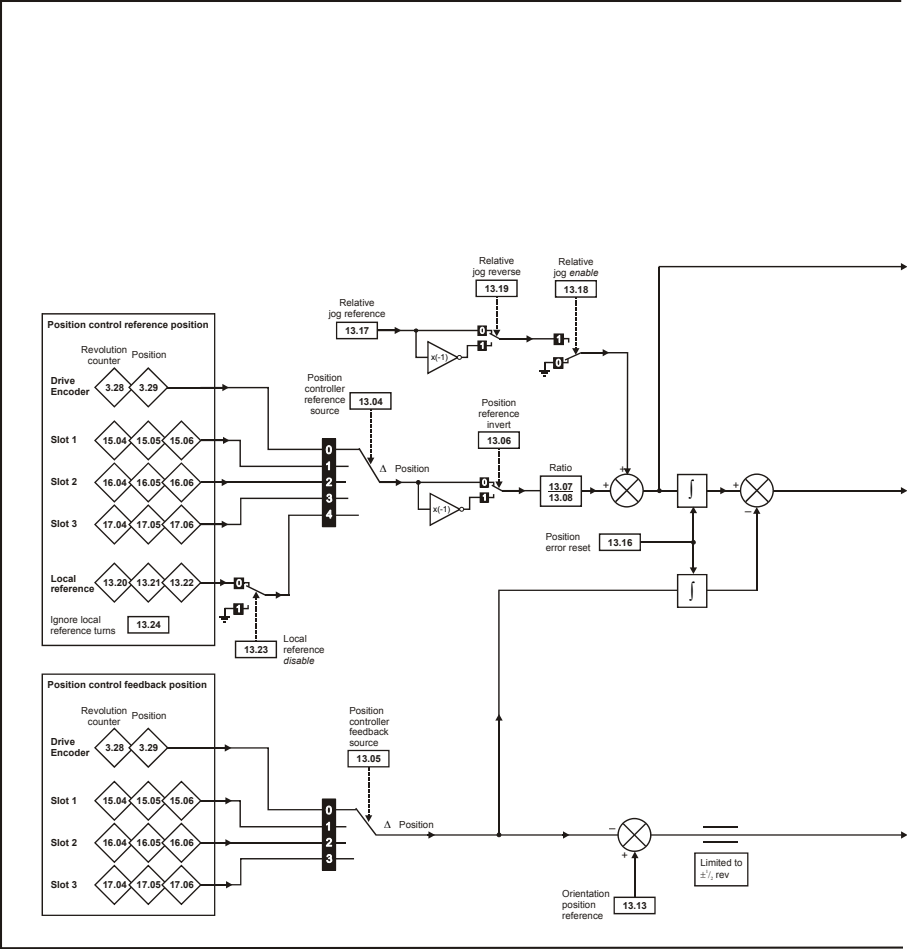 Relative
jog reverse
13.19
Relative
jog enable
13.18
Relative
jog reference
13.17
0
1
x(-1)
1
0
Position control reference position
Revolution
counter
Position
Drive
Encoder
3.28
3.29
Slot 1
15.04
15.05
15.06
Slot 2
16.04
16.05
16.06
Slot 3
17.04
17.05
17.06
Local
reference
13.20
13.21
13.22
Ignore local
reference turns
13.24
0
1
13.23
Local
reference
disable
Position
controller
reference
source
13.04
0
1
2
3
4
Δ Position
x(-1)
Position
reference
invert
13.06
0
1
Ratio
13.07
13.08
+
+
∫
+
−
Position
error reset
13.16
∫
Position control feedback position
Revolution
counter
Position
Drive
Encoder
3.28
3.29
Slot 1
15.04
15.05
15.06
Slot 2
16.04
16.05
16.06
Slot 3
17.04
17.05
17.06
Position
controller
feedback
source
13.05
0
1
2
3
Δ Position
−
+
Limited to
±1/2 rev
Orientation
position
reference
13.13